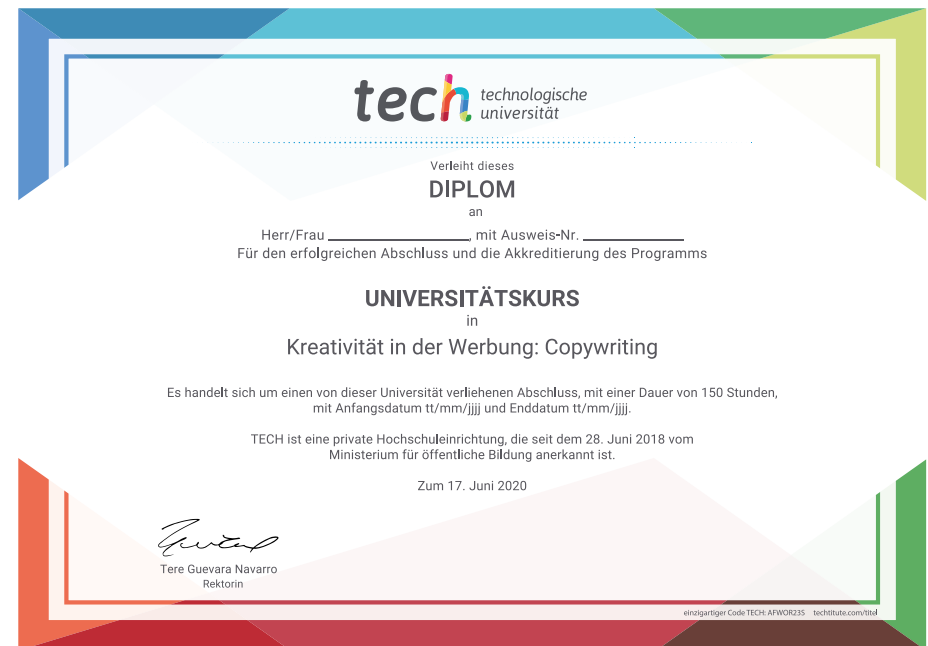 tech technologische
universität
Verleiht dieses
DIPLOM
an
Herr/Frau ____________________, mit Ausweis-Nr. ______________
Für den erfolgreichen Abschluss und die Akkreditierung des Programms
UNIVERSITÄTSKURS
in
Kreativität in der Werbung: Copywriting
Es handelt sich um einen von dieser Universität verliehenen Abschluss, mit einer Dauer von 150 Stunden,
mit Anfangsdatum tt/mm/jjjj und Enddatum tt/mm/jjjj.
TECH ist eine private Hochschuleinrichtung, die seit dem 28. Juni 2018 vom
Ministerium für öffentliche Bildung anerkannt ist.
Zum 17. Juni 2020
Tere Guevara Navarro
Rektorin
einzigartiger Code TECH: AFWOR23S techtitute.com/titel